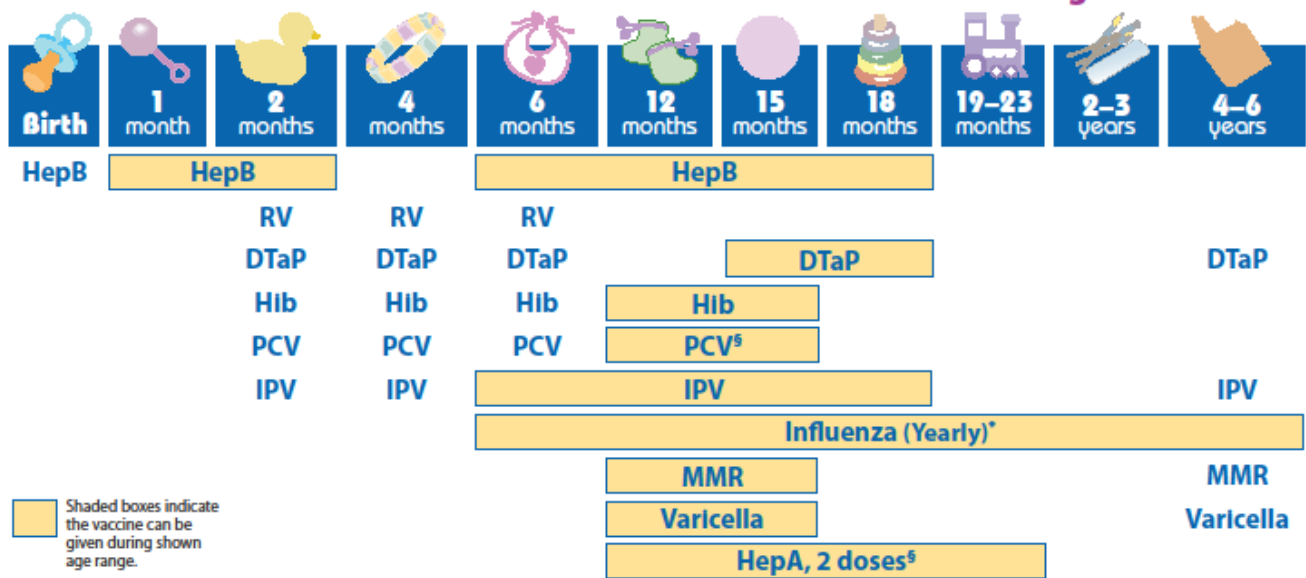 Birth
1 month
2 months
4 months
6 months
12 months
15 months
18 months
19–23 months
2–3 years
4–6 years
HepB HepB HepB
RV RV RV
DTaP DTaP DTaP DTaP DTaP
Hib Hib Hib Hib
PCV PCV PCV PCV§
IPV IPV IPV IPV
Influenza (Yearly)*
MMR MMR
Varicella Varicella
HepA, 2 doses§
Shaded boxes indicate
the vaccine can be
given during shown
age range.